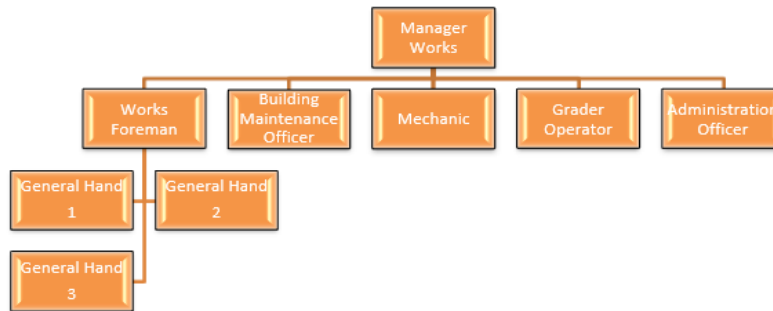 Manager
Works
Works
Foreman
Building
Maintenance
Officer
Mechanic
Grader
Operator
Administration
Officer
General Hand
1
General Hand
2
General Hand
3